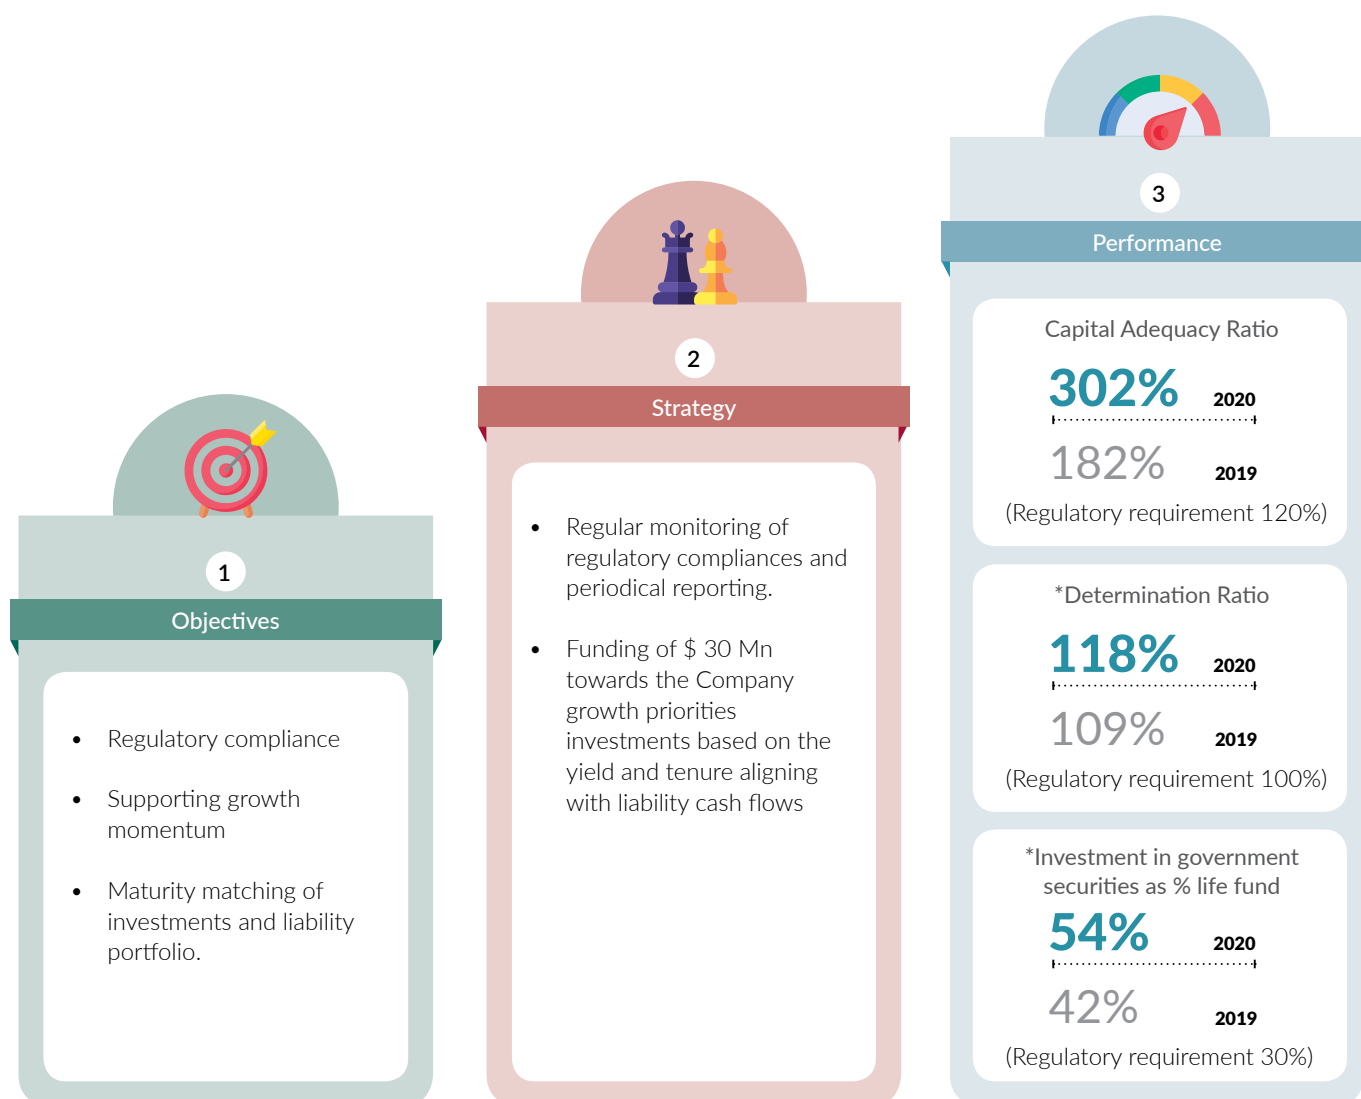 1
Objectives
• Regulatory compliance
• Supporting growth
momentum
• Maturity matching of
investments and liability
portfolio.
2
Strategy
• Regular monitoring of
regulatory compliances and
periodical reporting.
• Funding of $ 30 Mn
towards the Company
growth priorities
investments based on the
yield and tenure aligning
with liability cash flows
3
Performance
Capital Adequacy Ratio
302% 2020
182% 2019
(Regulatory requirement 120%)
*Determination Ratio
118% 2020
109% 2019
(Regulatory requirement 100%)
*Investment in government
securities as % life fund
54% 2020
42% 2019
(Regulatory requirement 30%)